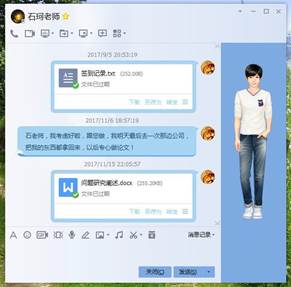 石珂老师
2017/9/5 20:53:19
签到记录.txt (252.00B)
文件已过期
下载 另存为 转发
2017/11/6 18:57:19
石老师，我考虑好啦，跟您做，我明天最后去一次那边公司，
把我的东西都拿回来，以后专心做论文！
2017/11/15 22:05:57
问题研究阐述.docx (255.20KB)
文件已过期
下载 另存为 转发
消息记录
关闭(C) 发送(S)